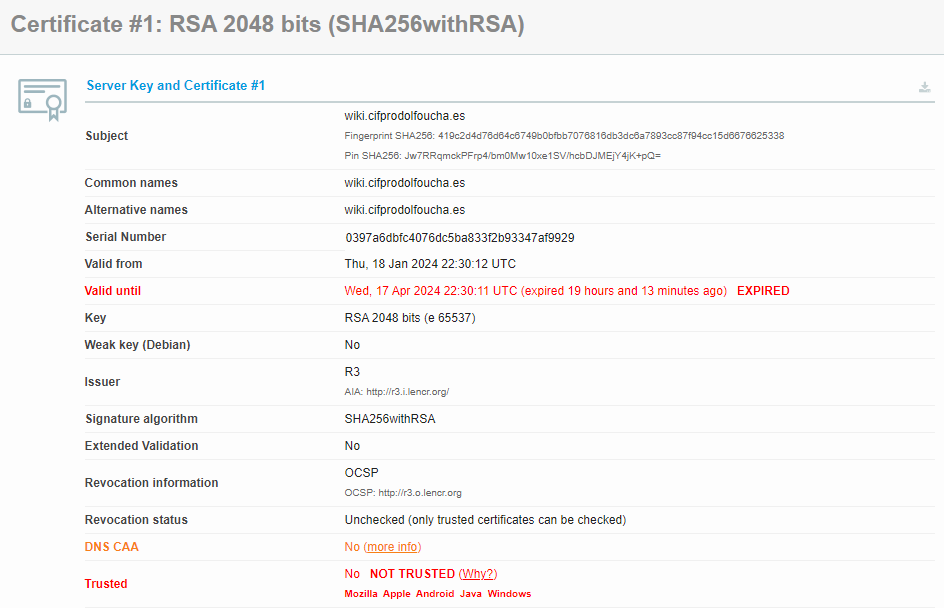 Certificate #1: RSA 2048 bits (SHA256withRSA)
Server Key and Certificate #1
Subject
wiki.cifprodolfoucha.es
Fingerprint SHA256: 419c2d4d76d64c6749b0bfbb7076816db3dc6a7893cc87f94cc15d6676625338
Pin SHA256: Jw7RRqmckPFrp4/bm0Mw10xe1SV/hcbDJMEjY4jK+pQ=
Common names wiki.cifprodolfoucha.es
Alternative names wiki.cifprodolfoucha.es
Serial Number 0397a6dbfc4076dc5ba833f2b93347af9929
Valid from Thu, 18 Jan 2024 22:30:12 UTC
Valid until Wed, 17 Apr 2024 22:30:11 UTC (expired 19 hours and 13 minutes ago) EXPIRED
Key RSA 2048 bits (e 65537)
Weak key (Debian) No
Issuer
R3
AIA: http://r3.i.lencr.org/
Signature algorithm SHA256withRSA
Extended Validation No
Revocation information
OCSP
OCSP: http://r3.o.lencr.org
Revocation status Unchecked (only trusted certificates can be checked)
DNS CAA No (more info)
Trusted
No NOT TRUSTED (Why?)
Mozilla Apple Android Java Windows